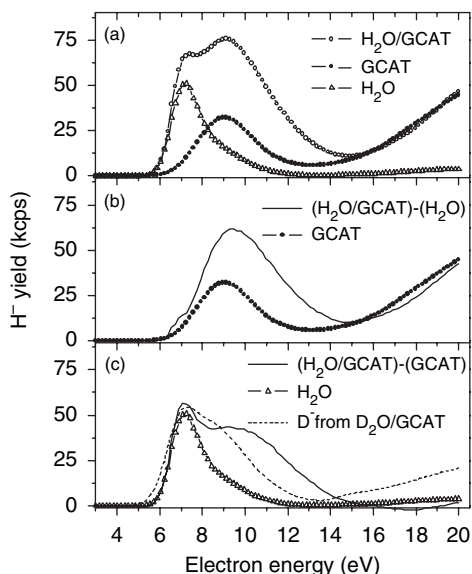 (a)
H₂O/GCAT
GCAT
H₂O
75
50
25
0
(b)
(H₂O/GCAT)-(H₂O)
GCAT
75
50
25
0
H⁻ yield (kcps)
(c)
(H₂O/GCAT)-(GCAT)
H₂O
D⁻from D₂O/GCAT
75
50
25
0
4 6 8 10 12 14 16 18 20
Electron energy (eV)